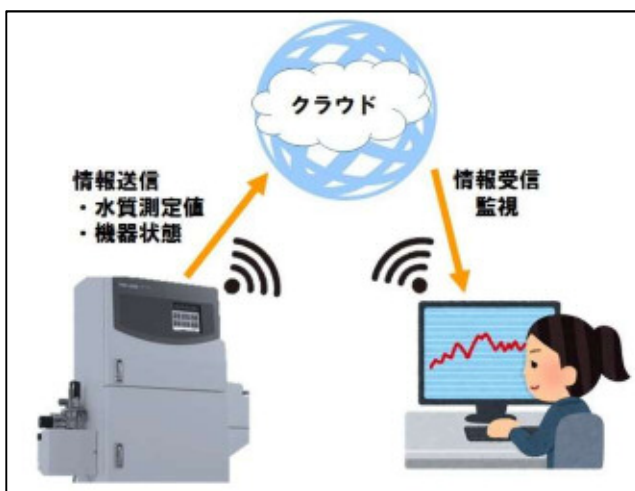 クラウド
情報送信
・水質測定値
・機器状態
情報受信
監視